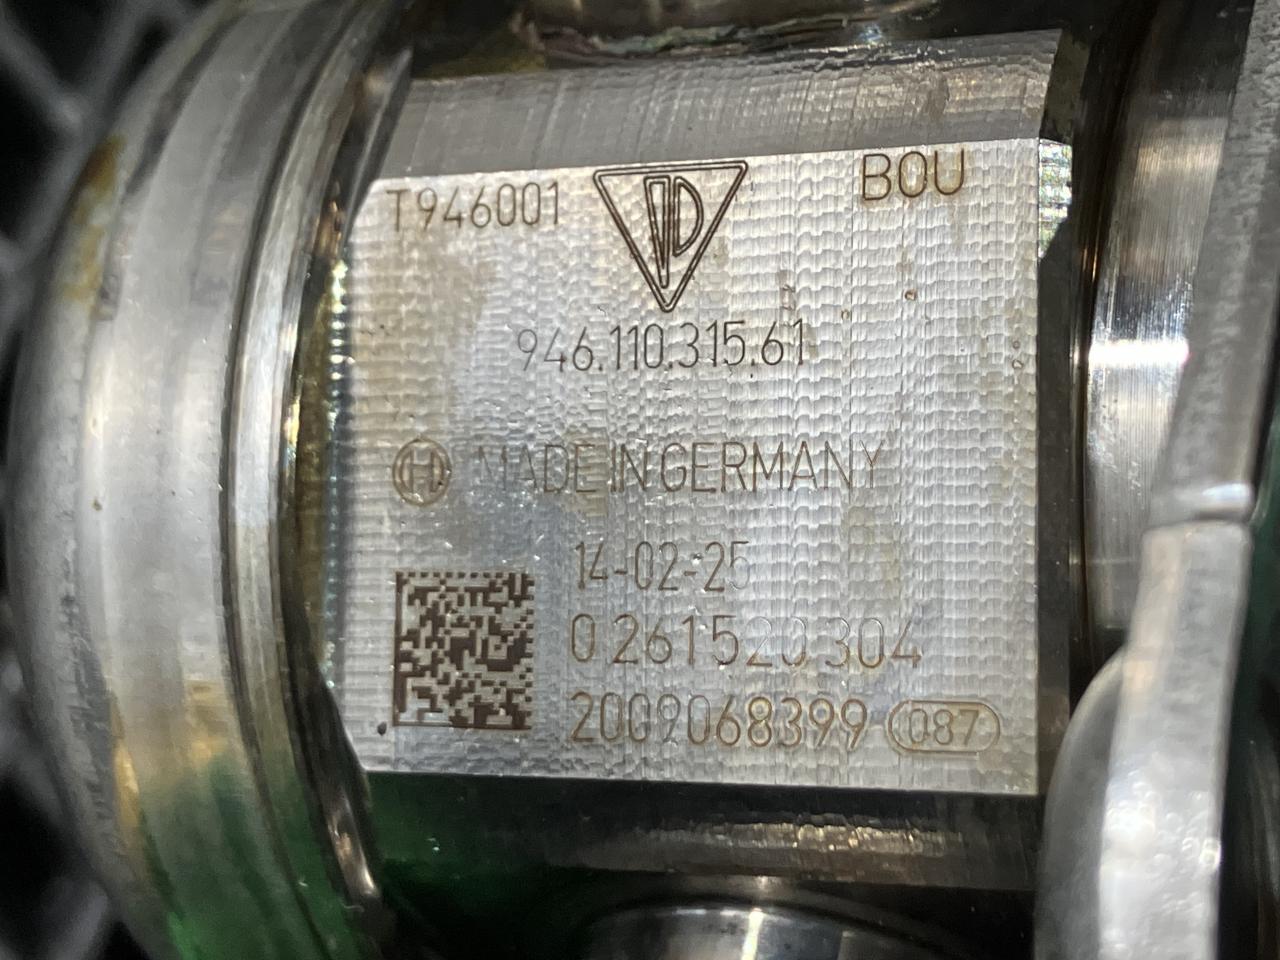 T946001 BOU
946.110.315.61
MADE IN GERMANY
14-02-25
0 261 520 304
2009068399 087